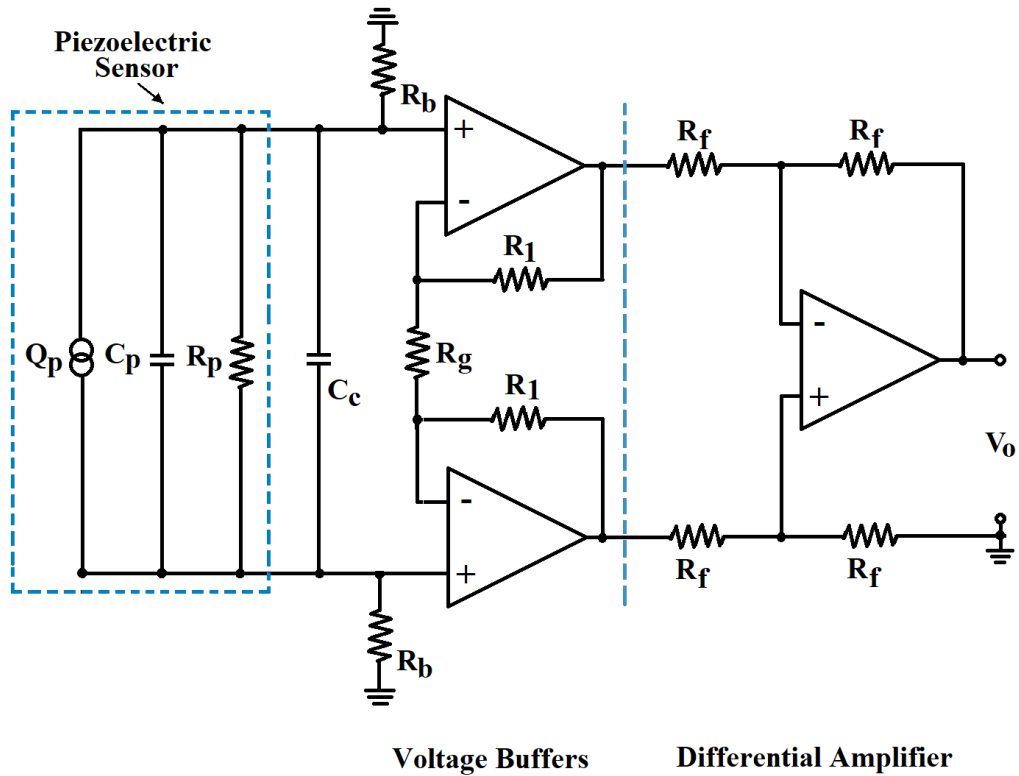 Piezoelectric
Sensor
Rb
+
-
Rf
Rf
R1
Qp
Cp
Rp
Cc
Rg
-
+
R1
Vo
-
+
Rf
Rf
Rb
Voltage Buffers
Differential Amplifier